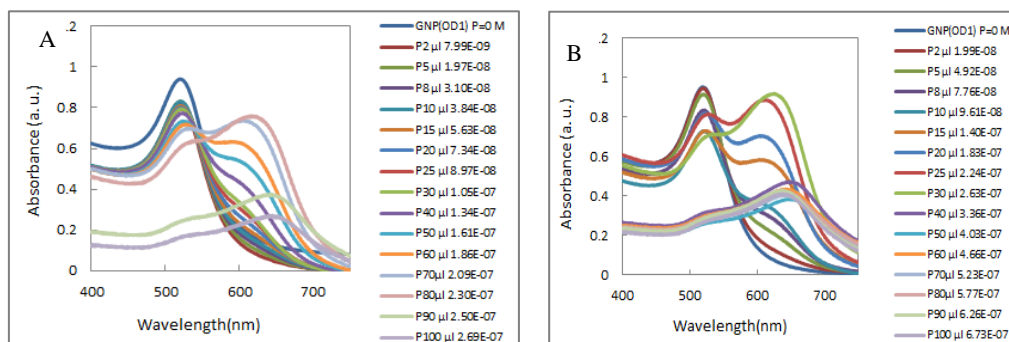 A
Absorbance (a. u.)
.2
1
0.8
0.6
0.4
0.2
0
400 500 600 700
Wavelength(nm)
GNP(OD1) P=0 M
P2 µl 7.99E-09
P5 µl 1.97E-08
P8 µl 3.10E-08
P10 µl 3.84E-08
P15 µl 5.63E-08
P20 µl 7.34E-08
P25 µl 8.97E-08
P30 µl 1.05E-07
P40 µl 1.34E-07
P50 µl 1.61E-07
P60 µl 1.86E-07
P70 µl 2.09E-07
P80µl 2.30E-07
P90 µl 2.50E-07
P100 µl 2.69E-07
B
Absorbance (a. u.)
.2
1
0.8
0.6
0.4
0.2
0
400 500 600 700
Wavelength(nm)
GNP(OD1) P=0 M
P2 µl 1.99E-08
P5 µl 4.92E-08
P8 µl 7.76E-08
P10 µl 9.61E-08
P15 µl 1.40E-07
P20 µl 1.83E-07
P25 µl 2.24E-07
P30 µl 2.63E-07
P40 µl 3.36E-07
P50 µl 4.03E-07
P60 µl 4.66E-07
P70µl 5.23E-07
P80µl 5.77E-07
P90 µl 6.26E-07
P100 µl 6.73E-07